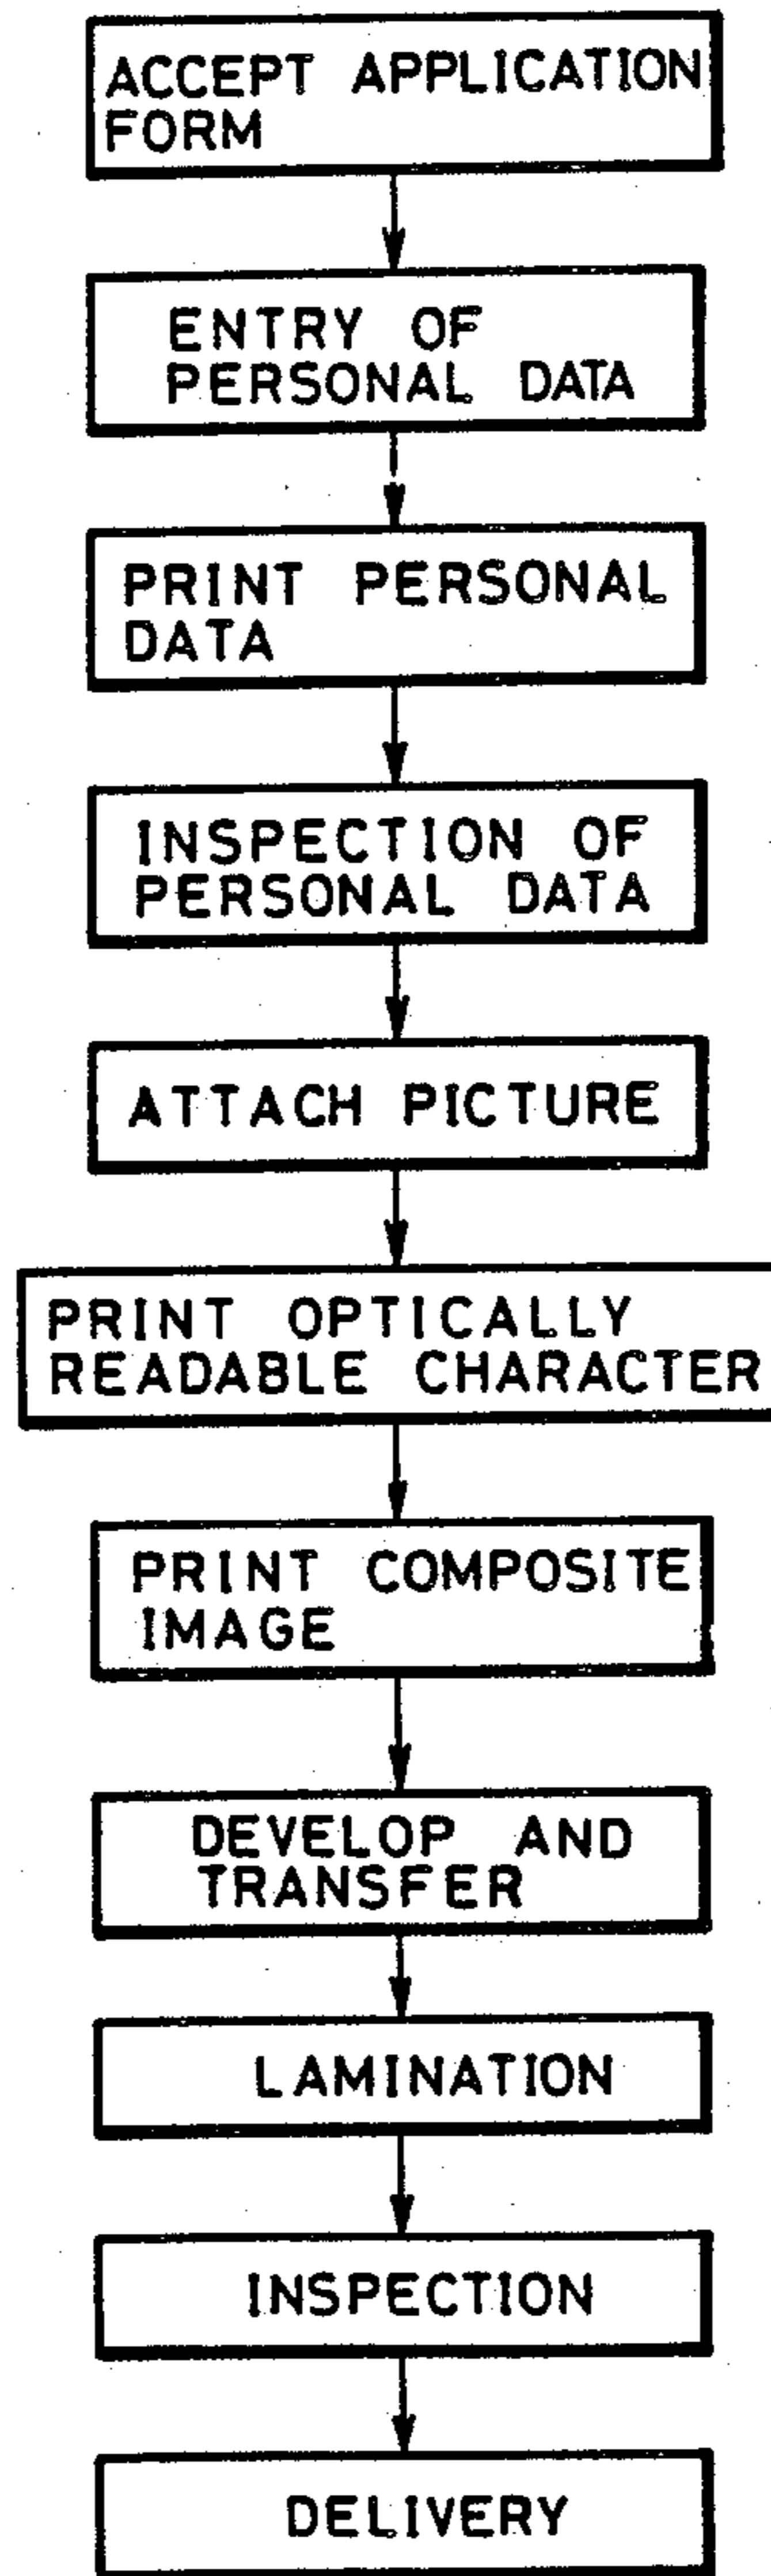 ACCEPT APPLICATION
FORM
ENTRY OF
PERSONAL DATA
PRINT PERSONAL
DATA
INSPECTION OF
PERSONAL DATA
ATTACH PICTURE
PRINT OPTICALLY
READABLE CHARACTER
PRINT COMPOSITE
IMAGE
DEVELOP AND
TRANSFER
LAMINATION
INSPECTION
DELIVERY